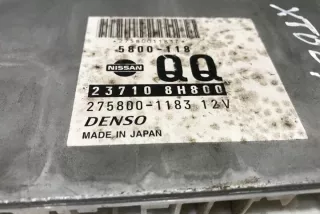 5800-118
NISSAN QQ
23710 8H800
275800-1183 12V
DENSO
MADE IN JAPAN